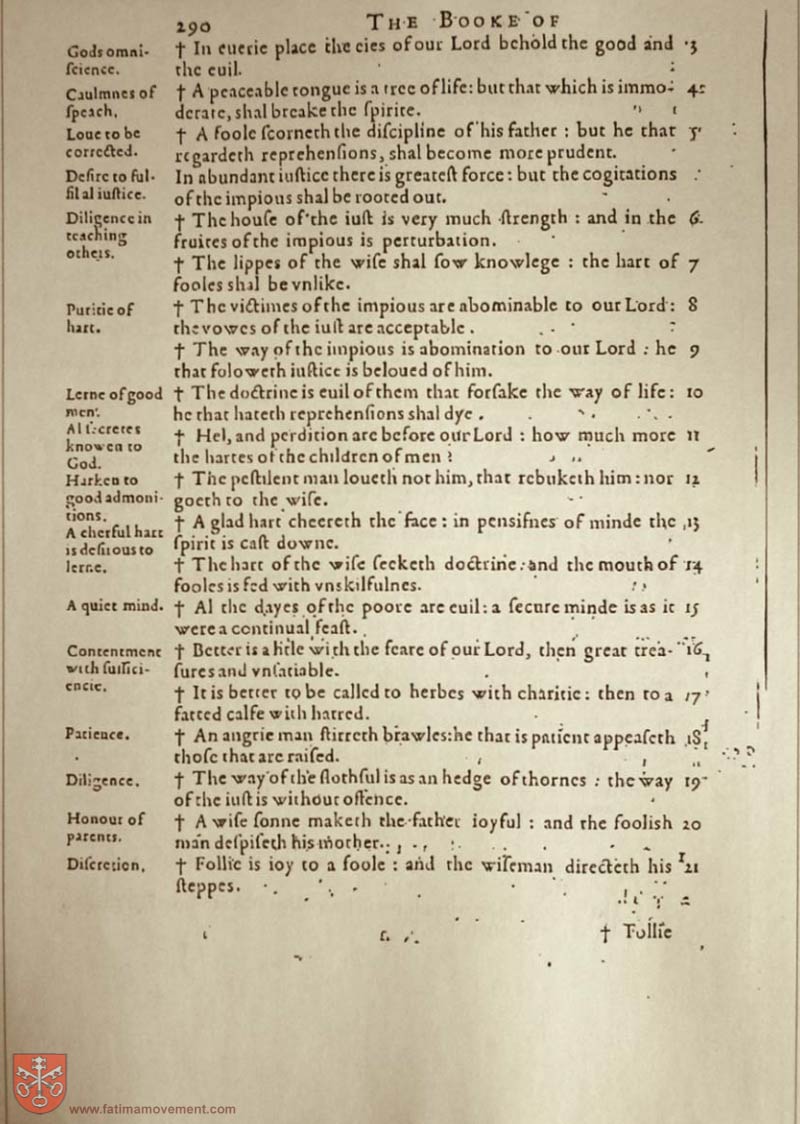 290 THE BOOKE OF
Gods omni-
ſcience.
† In euerie place the eies of our Lord behold the good and 3
the euil.
Caulmnes of
ſpeach.
† A peaceable tongue is a tree of life: but that which is immo- 4
derate, shal breake the ſpirite.
Loue to be
corrected.
† A foole ſcorneth the diſcipline of his father : but he that 5
regardeth reprehenſions, shal become more prudent.
Deſire to ful-
fil al iuſtice.
In abundant iuſtice there is greateſt force: but the cogitations
of the impious shal be rooted out.
Diligence in
teaching
others.
† The houſe of the iuſt is very much ſtrength : and in the 6
fruites of the impious is perturbation.
† The lippes of the wiſe shal ſow knowlege : the hart of 7
fooles shal be vnlike.
Puritie of
hart.
† The victimes of the impious are abominable to our Lord: 8
the vowes of the iuſt are acceptable.
† The way of the impious is abomination to our Lord : he 9
that foloweth iuſtice is beloued of him.
Lerne of good
men.
† The doctrine is euil of them that forſake the way of life: 10
he that hateth reprehenſions shal dye.
Al ſecretes
knowen to
God.
† Hel, and perdition are before our Lord : how much more 11
the hartes of the children of men ?
Harken to
good admoni-
tions.
† The peſtilent man loueth not him, that rebuketh him: nor 12
goeth to the wiſe.
A cherful hart
is deſirous to
lerne.
† A glad hart cheereth the face : in penſifnes of minde the 13
ſpirit is caſt downe.
† The hart of the wiſe ſeeketh doctrine: and the mouth of 14
fooles is fed with vnskilfulnes.
A quiet mind.
† Al the dayes of the poore are euil: a ſecure minde is as it 15
were a continual feaſt.
Contentment
with ſuffici-
encie.
† Better is a litle with the feare of our Lord, then great trea- 16
ſures and vnſatiable.
† It is better to be called to herbes with charitie : then to a 17
fatted calfe with hatred.
Patience.
† An angrie man ſtirreth brawles: he that is patient appeaſeth 18
thoſe that are raiſed.
Diligence.
† The way of the ſlothful is as an hedge of thornes : the way 19
of the iuſt is without offence.
Honour of
parents.
† A wiſe ſonne maketh the father ioyful : and the foolish 20
man deſpiſeth his mother.
Diſcretion.
† Follie is ioy to a foole : and the wiſeman directeth his 21
ſteppes.
† Follie
www.fatimamovement.com